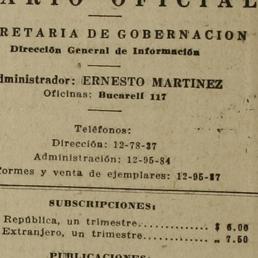 ARIO OFICIAL
RETARIA DE GOBERNACION
Dirección General de Información
dministrador: ERNESTO MARTINEZ
Oficinas: Bucareli 117
Teléfonos:
Dirección: 12-78-37
Administración: 12-95-84
formes y venta de ejemplares: 12-95-37
SUBSCRIPCIONES:
República, un trimestre.............. $ 6.00
Extranjero, un trimestre.............. „ 7.50
PUBLICACIONES: